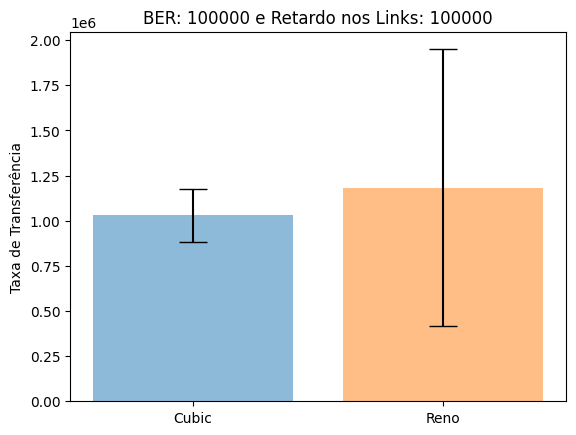 BER: 100000 e Retardo nos Links: 100000
1e6
2.00
1.75
1.50
1.25
1.00
0.75
0.50
0.25
0.00
Taxa de Transferência
Cubic
Reno